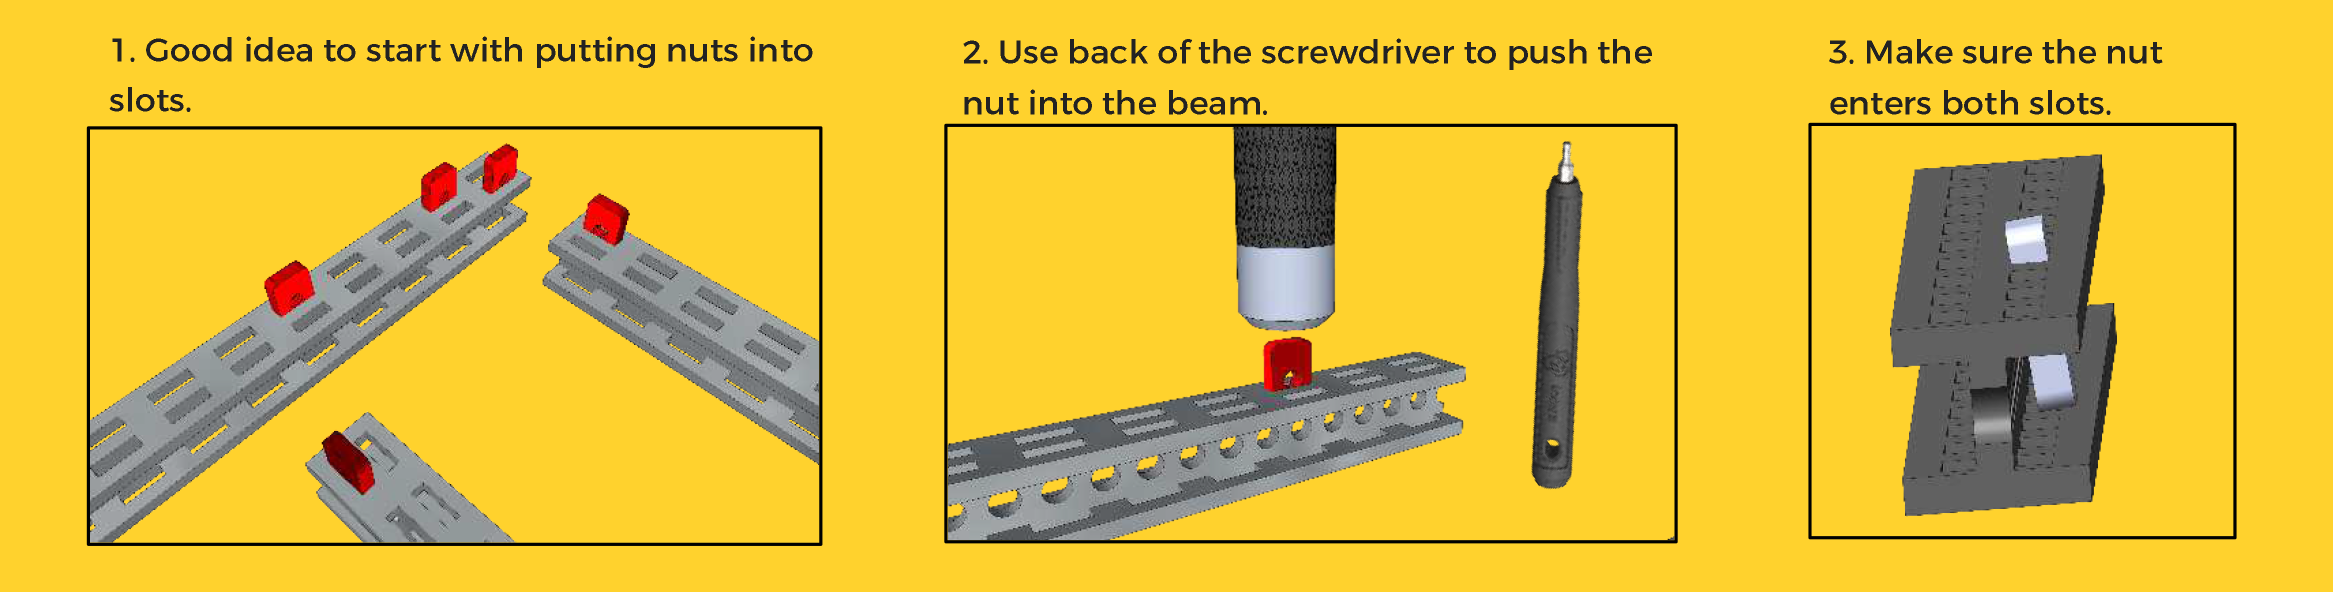 1. Good idea to start with putting nuts into
slots.
2. Use back of the screwdriver to push the
nut into the beam.
3. Make sure the nut
enters both slots.